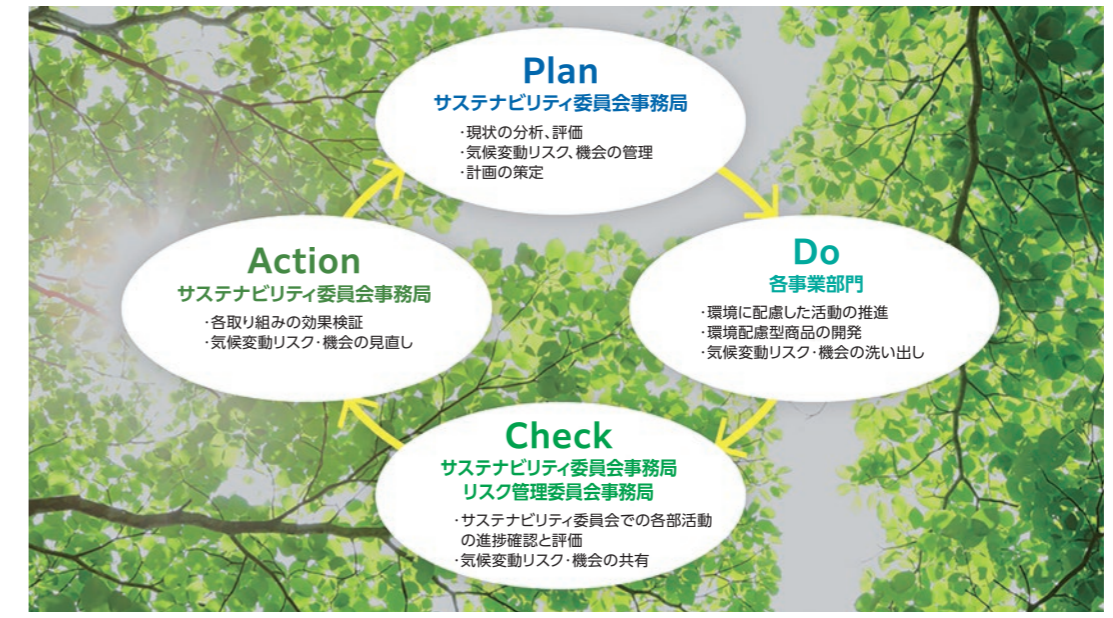 Plan
サステナビリティ委員会事務局
・現状の分析、評価
・気候変動リスク、機会の管理
・計画の策定
Do
各事業部門
・環境に配慮した活動の推進
・環境配慮型商品の開発
・気候変動リスク・機会の洗い出し
Check
サステナビリティ委員会事務局
リスク管理委員会事務局
・サステナビリティ委員会での各部活動
の進捗確認と評価
・気候変動リスク・機会の共有
Action
サステナビリティ委員会事務局
・各取り組みの効果検証
・気候変動リスク・機会の見直し